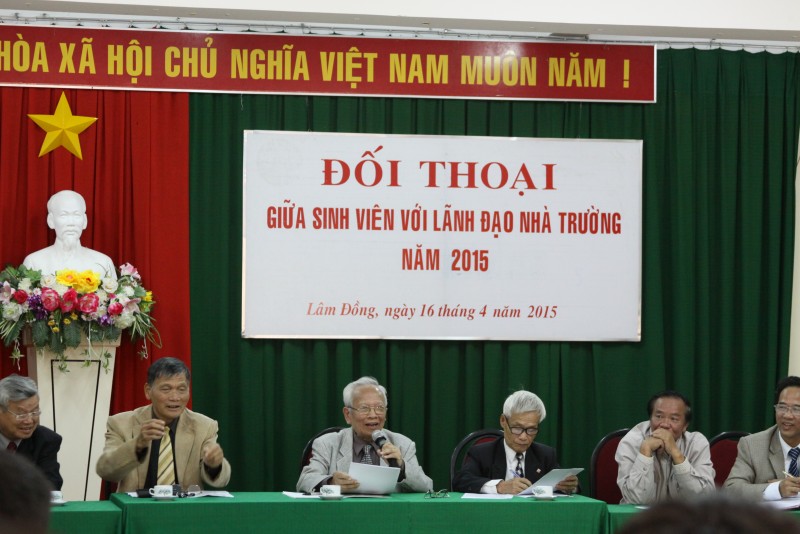 HÒA XÃ HỘI CHỦ NGHĨA VIỆT NAM MUÔN NĂM !
ĐỐI THOẠI
GIỮA SINH VIÊN VỚI LÃNH ĐẠO NHÀ TRƯỜNG
NĂM 2015
Lâm Đồng, ngày 16 tháng 4 năm 2015